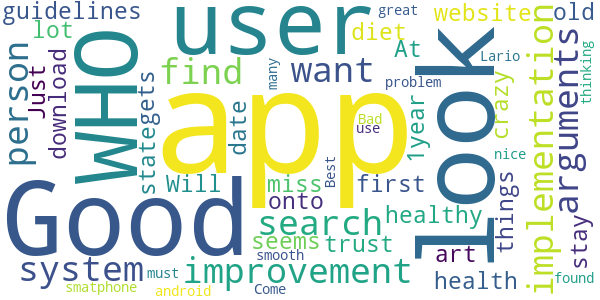 guidelines
lot
Just
person
download
WHO
state
gets
user
find
date
Will
many
want
great
diet
At
problem
website
crazy
old
implementation
arguments
thinking
Lario
app
look
Bad
use
1year
nice
miss
onto
Best
first
Good
search
seems
trust
healthy
art
things
stay
system
must
improvement
smooth
Come
health
found
smatphone
android